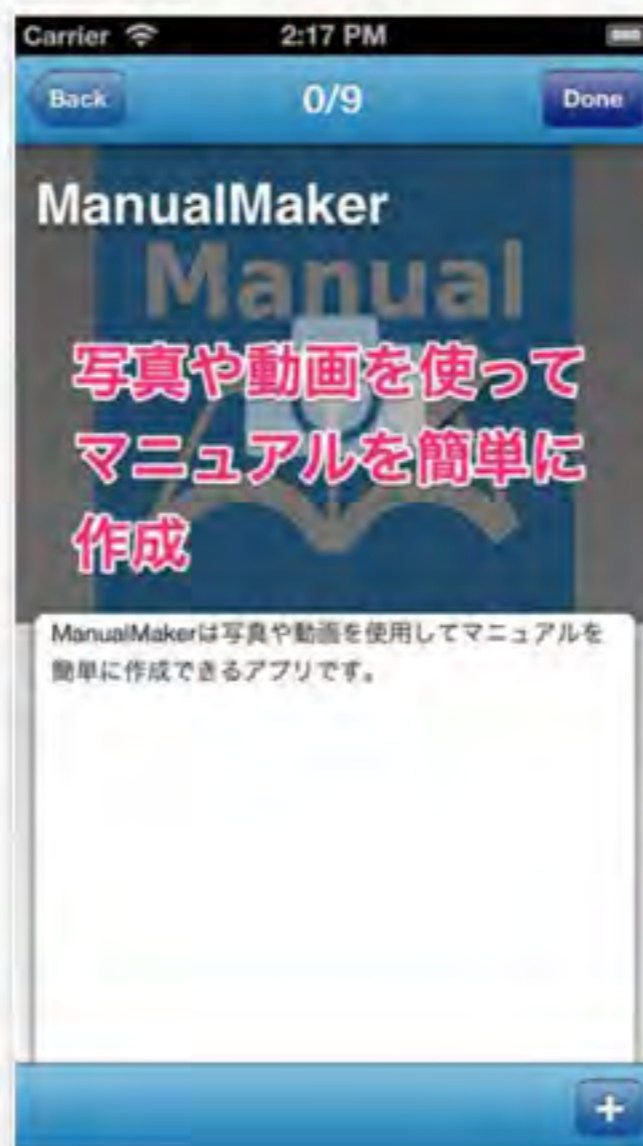 Carrier 2:17 PM
Back 0/9 Done
ManualMaker
Manual
写真や動画を使って
マニュアルを簡単に
作成
ManualMakerは写真や動画を使用してマニュアルを
簡単に作成できるアプリです。
+